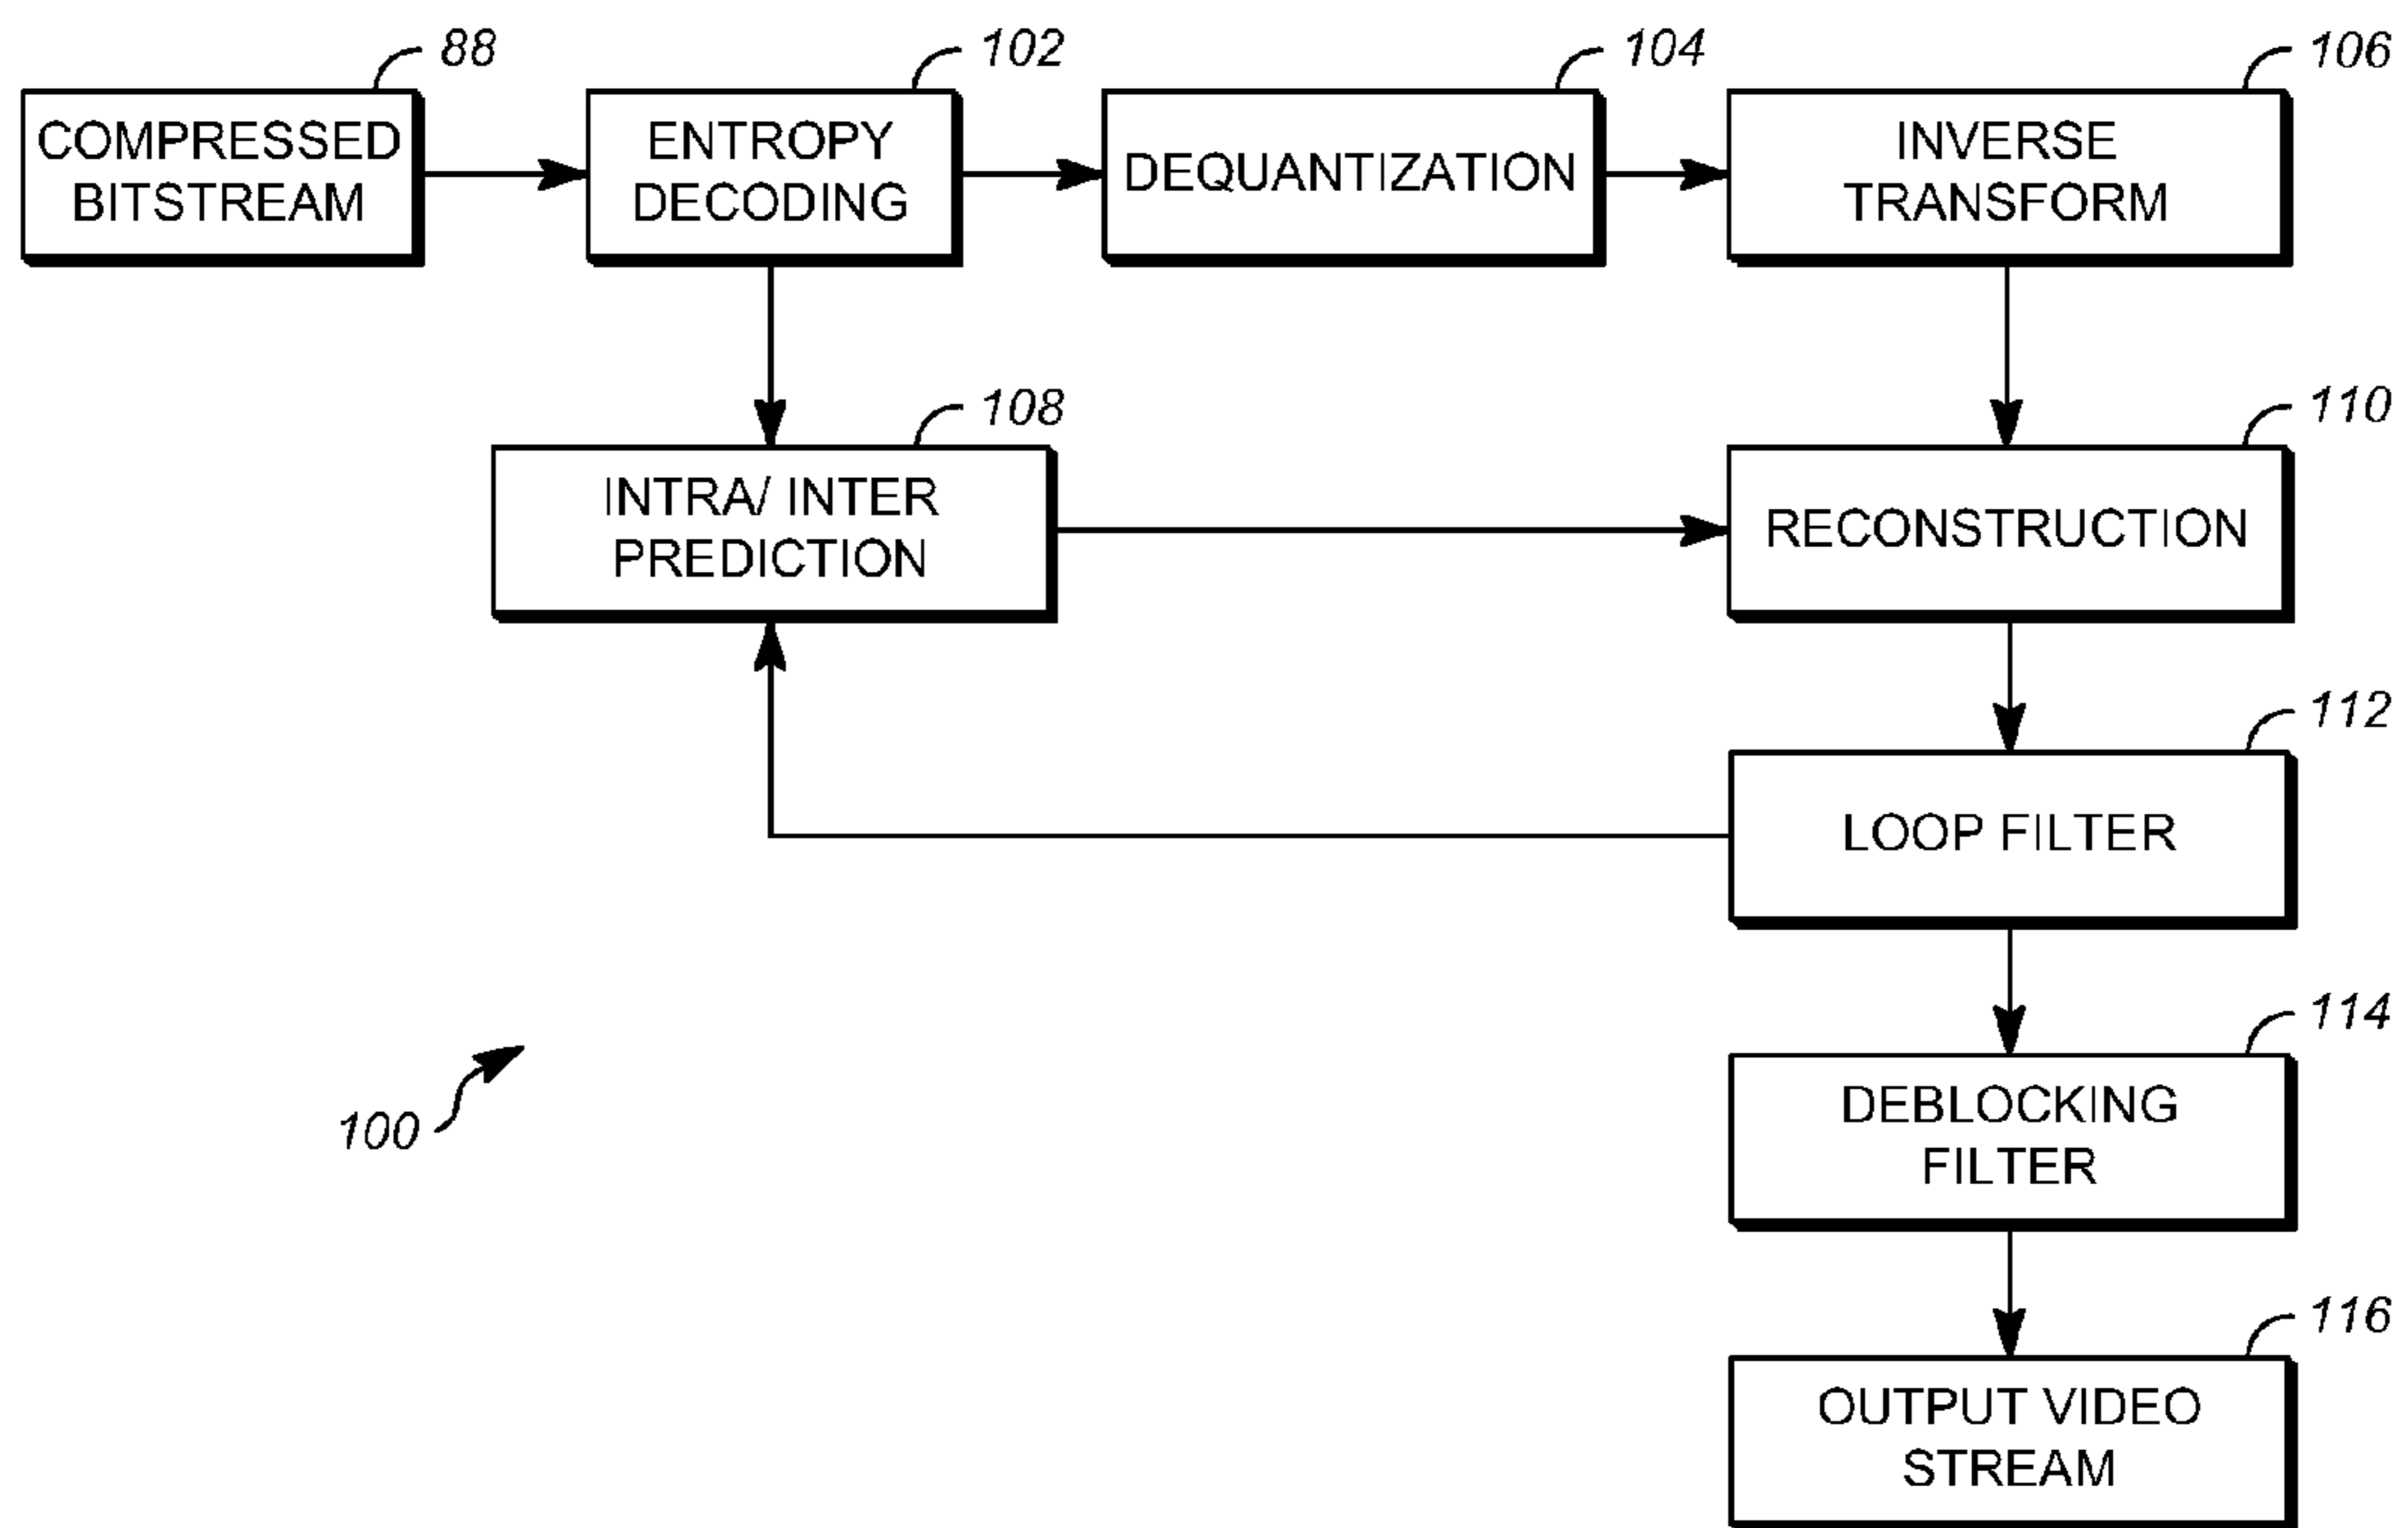 88
102
104
106
COMPRESSED
BITSTREAM
ENTROPY
DECODING
DEQUANTIZATION
INVERSE
TRANSFORM
108
110
INTRA/ INTER
PREDICTION
RECONSTRUCTION
112
LOOP FILTER
114
100
DEBLOCKING
FILTER
116
OUTPUT VIDEO
STREAM